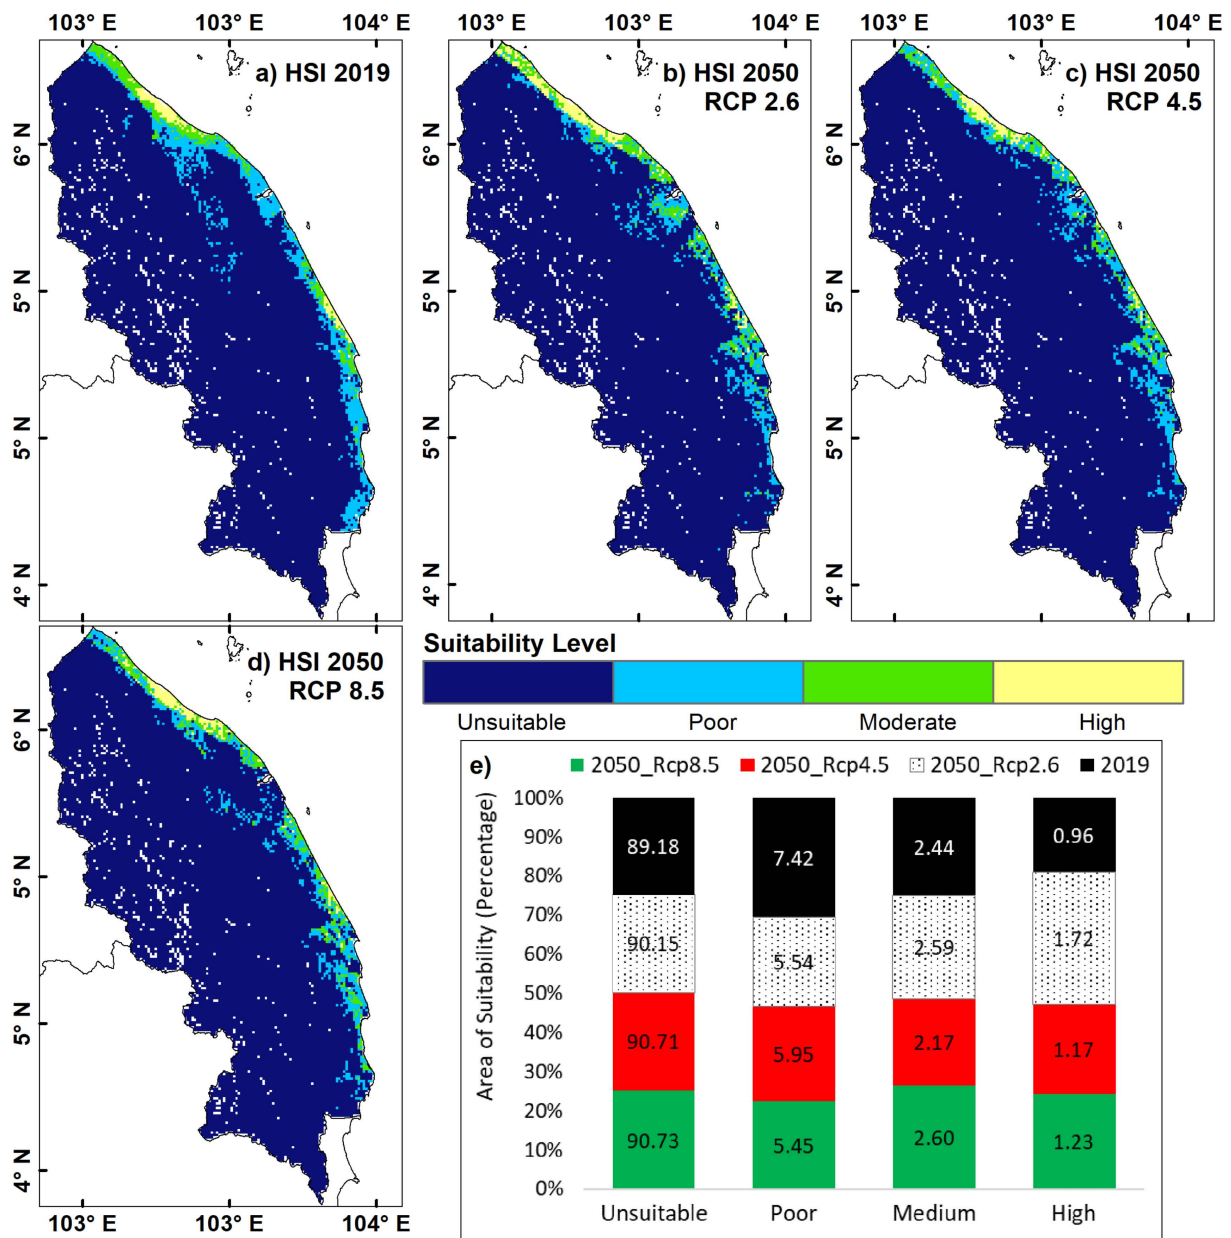 103° E 103° E 104° E 103° E 103° E 104° E 103° E 103° E 104° E
a) HSI 2019
b) HSI 2050
RCP 2.6
c) HSI 2050
RCP 4.5
6° N 6° N 6° N
5° N 5° N 5° N
5° N 5° N 5° N
4° N 4° N 4° N
d) HSI 2050
RCP 8.5
6° N
5° N
5° N
4° N
103° E 103° E 104° E
Suitability Level
Unsuitable Poor Moderate High
e) 2050_Rcp8.5 2050_Rcp4.5 2050_Rcp2.6 2019
Area of Suitability (Percentage)
100%
90%
80%
70%
60%
50%
40%
30%
20%
10%
0%
89.18 7.42 2.44 0.96
90.15 5.54 2.59 1.72
90.71 5.95 2.17 1.17
90.73 5.45 2.60 1.23
Unsuitable Poor Medium High